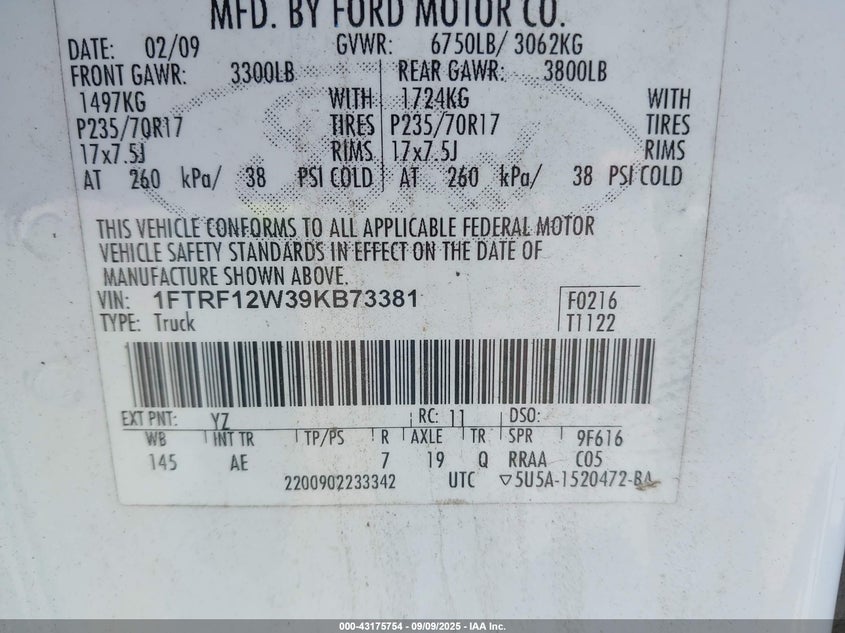 MFD. BY FORD MOTOR CO.
DATE: 02/09 GVWR: 6750LB/ 3062KG
FRONT GAWR: 3300LB REAR GAWR: 3800LB
1497KG WITH 1724KG WITH
P235/70R17 TIRES P235/70R17 TIRES
17x7.5J RIMS 17x7.5J RIMS
AT 260 kPa/ 38 PSI COLD AT 260 kPa/ 38 PSI COLD
THIS VEHICLE CONFORMS TO ALL APPLICABLE FEDERAL MOTOR
VEHICLE SAFETY STANDARDS IN EFFECT ON THE DATE OF
MANUFACTURE SHOWN ABOVE.
VIN: 1FTRF12W39KB73381 F0216
TYPE: Truck T1122
EXT PNT: YZ RC: 11 DSO:
WB INT TR TP/PS R AXLE TR SPR 9F616
145 AE 7 19 Q RRAA C05
2200902233342 UTC ▽5U5A-1520472-BA
000-43175754 - 09/09/2025 - IAA Inc.